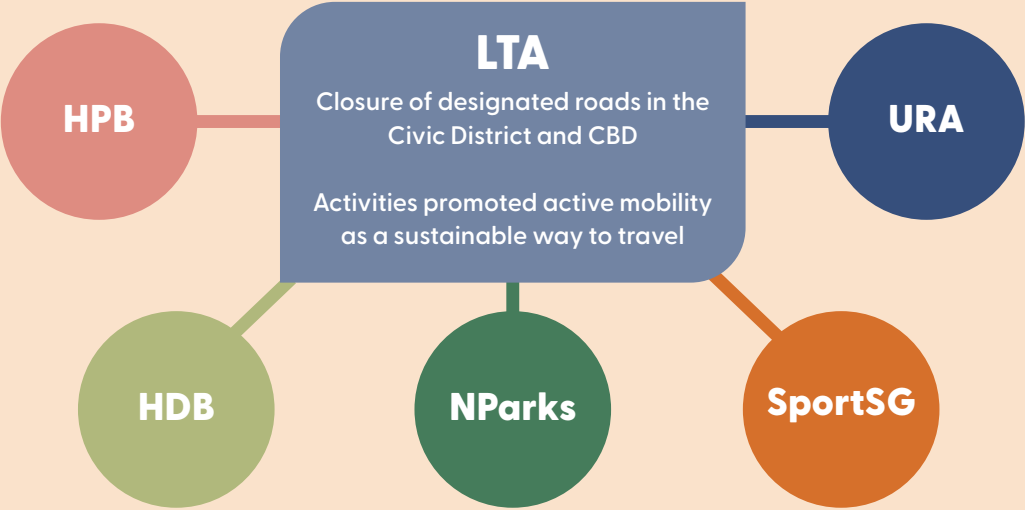 LTA
Closure of designated roads in the
Civic District and CBD
Activities promoted active mobility
as a sustainable way to travel
HPB
URA
HDB
NParks
SportSG